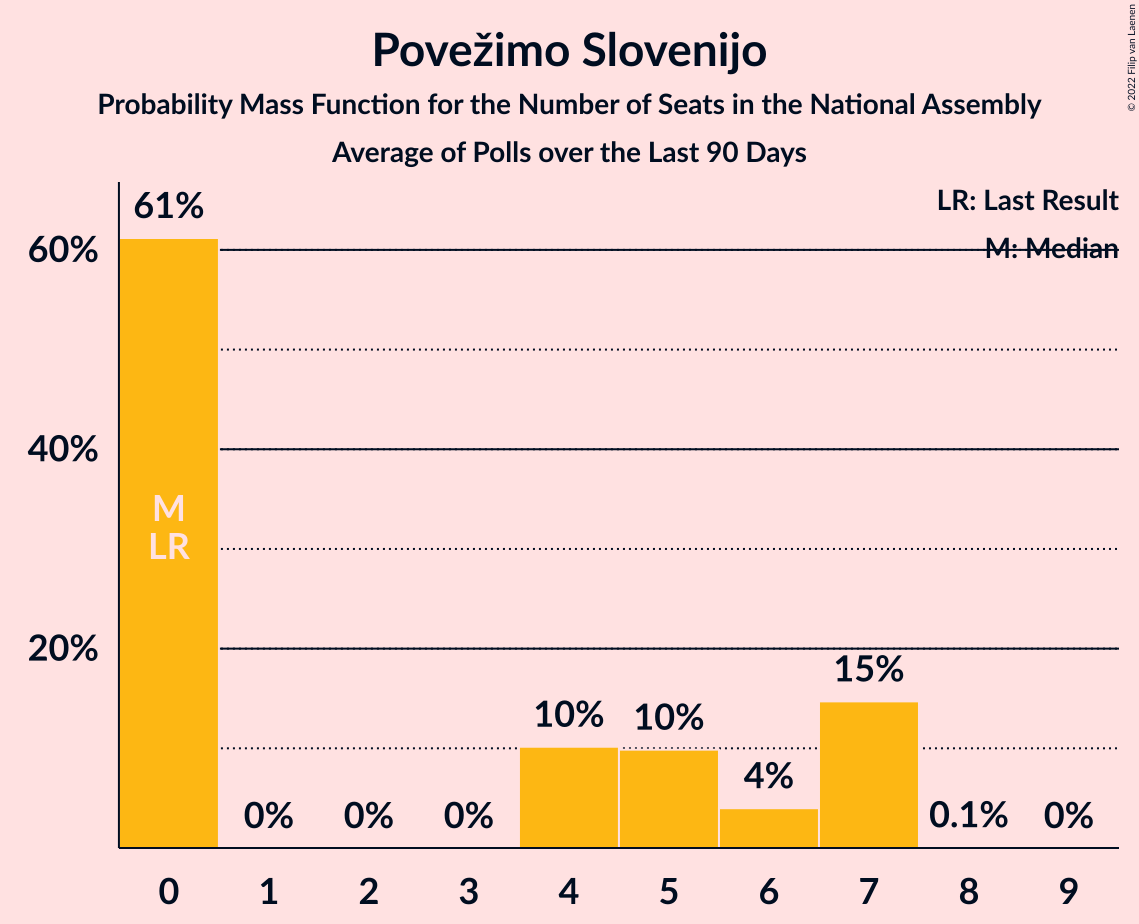 Povežimo Slovenijo
Probability Mass Function for the Number of Seats in the National Assembly
Average of Polls over the Last 90 Days
© 2022 Filip van Laenen
LR: Last Result
M: Median
61%
60%
40%
20%
M
LR
0%
0%
0%
10%
10%
4%
15%
0.1%
0%
0
1
2
3
4
5
6
7
8
9